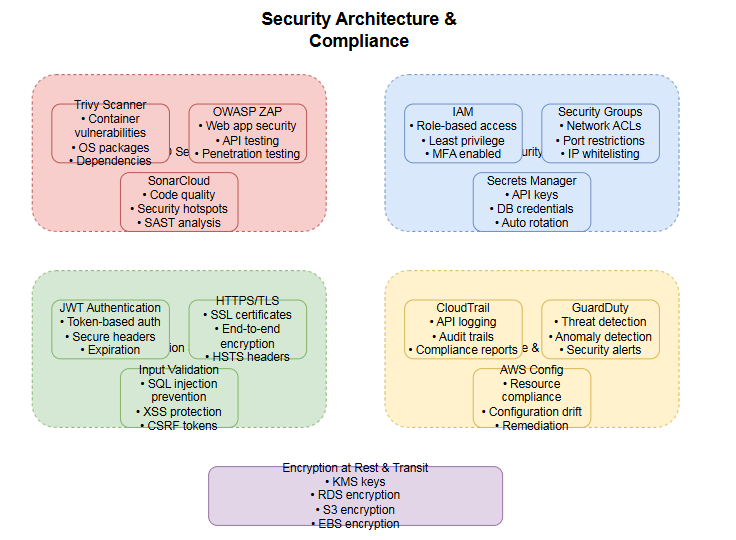 Security Architecture &
Compliance
Trivy Scanner
• Container
vulnerabilities
• OS packages
• Dependencies
OWASP ZAP
• Web app security
• API testing
• Penetration testing
SonarCloud
• Code quality
• Security hotspots
• SAST analysis
IAM
• Role-based access
• Least privilege
• MFA enabled
Security Groups
• Network ACLs
• Port restrictions
• IP whitelisting
Secrets Manager
• API keys
• DB credentials
• Auto rotation
JWT Authentication
• Token-based auth
• Secure headers
• Expiration
HTTPS/TLS
• SSL certificates
• End-to-end
encryption
• HSTS headers
Input Validation
• SQL injection
prevention
• XSS protection
• CSRF tokens
CloudTrail
• API logging
• Audit trails
• Compliance reports
GuardDuty
• Threat detection
• Anomaly detection
• Security alerts
&
AWS Config
• Resource
compliance
• Configuration drift
• Remediation
Encryption at Rest & Transit
• KMS keys
• RDS encryption
• S3 encryption
• EBS encryption